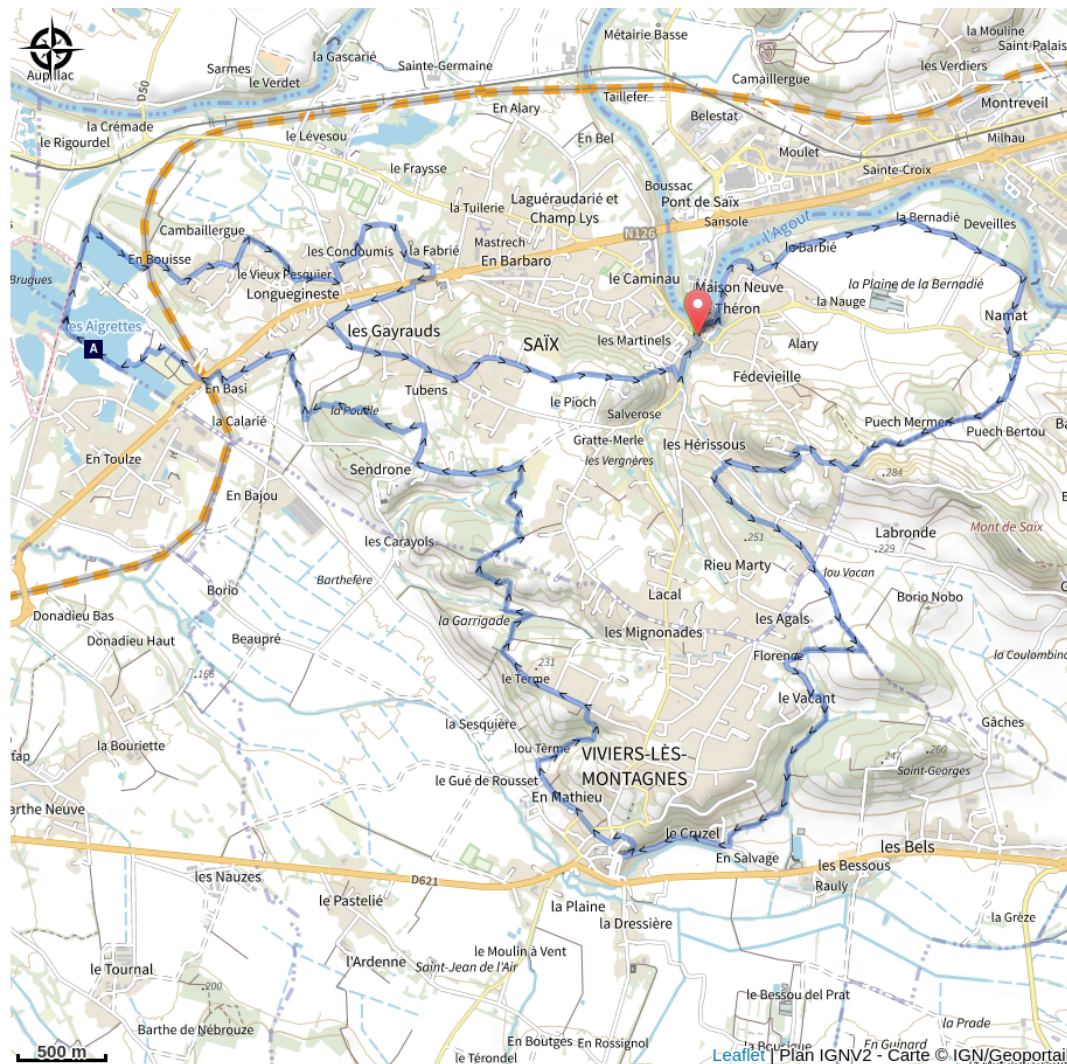 la Mouline
Métairie Basse
Saint Palais
la Gascarié
Sainte-Germaine
les Verdiers
Aupillac
Sarmes
le Verdet
Camaillergue
D50
Taillefer
Montreveil
En Alary
Belestat
la Crémade
le Rigourdel
le Lévesou
En Bel
Milhau
Moulet
le Fraysse
Sainte-Croix
Boussac
Laguéraudarié et
Champ Lys
Pont de Saïx
la Tuilerie
Sansole
la Bernadié
Deveilles
Cambaillergue
N126
l'Agout
Mastrech
les Condoumis
la Fabrié
le Barbié
En Bouisse
En Barbaro
le Vieux Pesquier
le Caminau
Brugues
Longuegineste
Maison Neuve
la Plaine de la Bernadié
la Nauge
Théron
Namat
les Aigrettes
les Gayrauds
SAÏX
les Martinels
Alary
A
Fédevieille
En Basi
Tubens
le Pioch
la Pouille
Salverose
la Calarié
Puech Mermen
Puech Bertou
Gratte-Merle
les Hérissous
En Toulze
les Vergnères
Sendrone
284
En Bajou
Mont de Saïx
Labronde
les Carayols
251
229
Rieu Marty
lou Vacan
Barthefère
Borio
Lacal
Borio Nobo
Donadieu Bas
la Garrigade
les Agals
Donadieu Haut
Beaupré
les Mignonades
Florence
la Coulombine
231
166
le Terme
le Vacant
la Sesquière
Gâches
la Bouriette
lou Tèrme
VIVIERS-LÈS-
MONTAGNES
247
260
Saint-Georges
le Gué de Rousset
En Mathieu
arthe Neuve
le Cruzel
les Bels
En Salvage
les Bessous
les Nauzes
D621
Rauly
le Pastelié
la Plaine
la Dressière
la Grèze
le Moulin à Vent
l'Ardenne
Saint-Jean de l'Air
le Tournal
200
le Bessou del Prat
Barthe de Nébrouze
la Prade
En Boutgès
En Rossignol
500 m
le Térondel
Leaflet | Plan IGNV2 - Carte © IGN/Geoportail